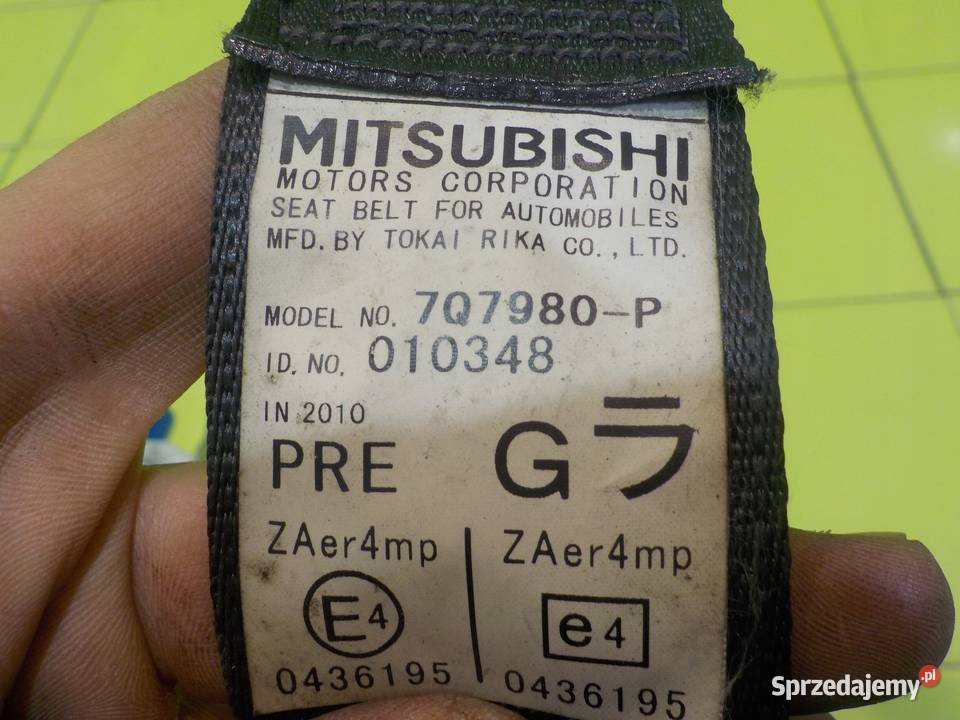 MITSUBISHI
MOTORS CORPORATION
SEAT BELT FOR AUTOMOBILES
MFD. BY TOKAI RIKA CO., LTD.
MODEL NO. 7Q7980-P
ID. NO. 010348
IN 2010
PRE Gラ
ZAer4mp ZAer4mp
E4 e4
0436195 0436195
Sprzedajemy.pl